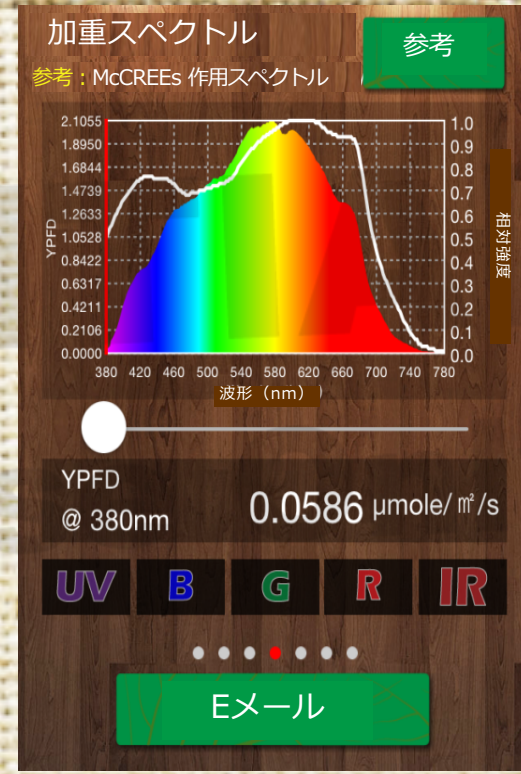 加重スペクトル
参考
参考：McCREEs 作用スペクトル
2.1055
1.8950
1.6844
1.4739
1.2633
1.0528
0.8422
0.6317
0.4211
0.2106
0.0000
YPFD
1.0
0.9
0.8
0.7
0.6
0.5
0.4
0.3
0.2
0.1
0.0
相対強度
380 420 460 500 540 580 620 660 700 740 780
波形（nm）
YPFD
@ 380nm
0.0586 μmole/㎡/s
UV B G R IR
Eメール